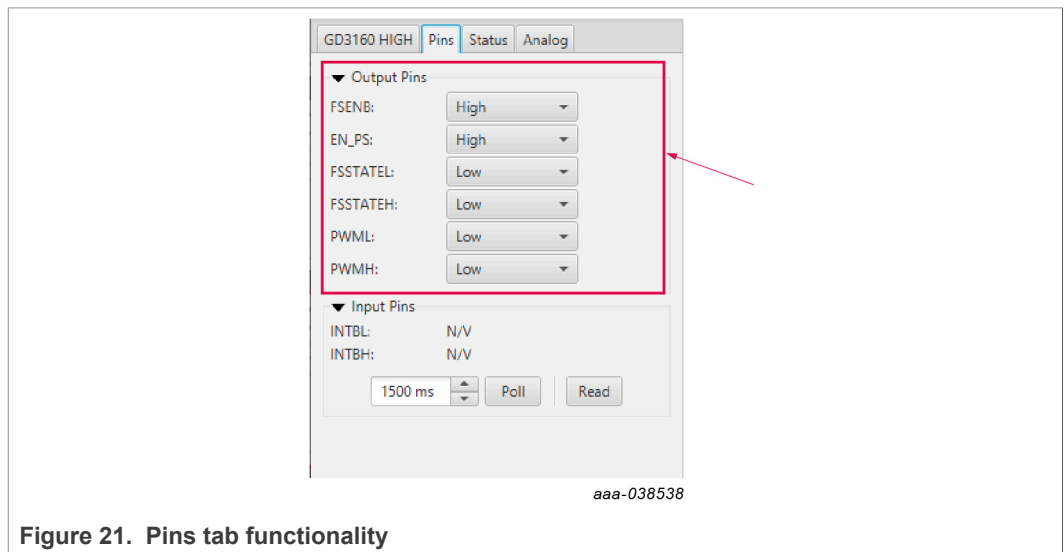 GD3160 HIGH Pins Status Analog
Output Pins
FSENB: High
EN_PS: High
FSSTATEL: Low
FSSTATEH: Low
PWML: Low
PWMH: Low
Input Pins
INTBL: N/V
INTBH: N/V
1500 ms Poll Read
aaa-038538
Figure 21. Pins tab functionality